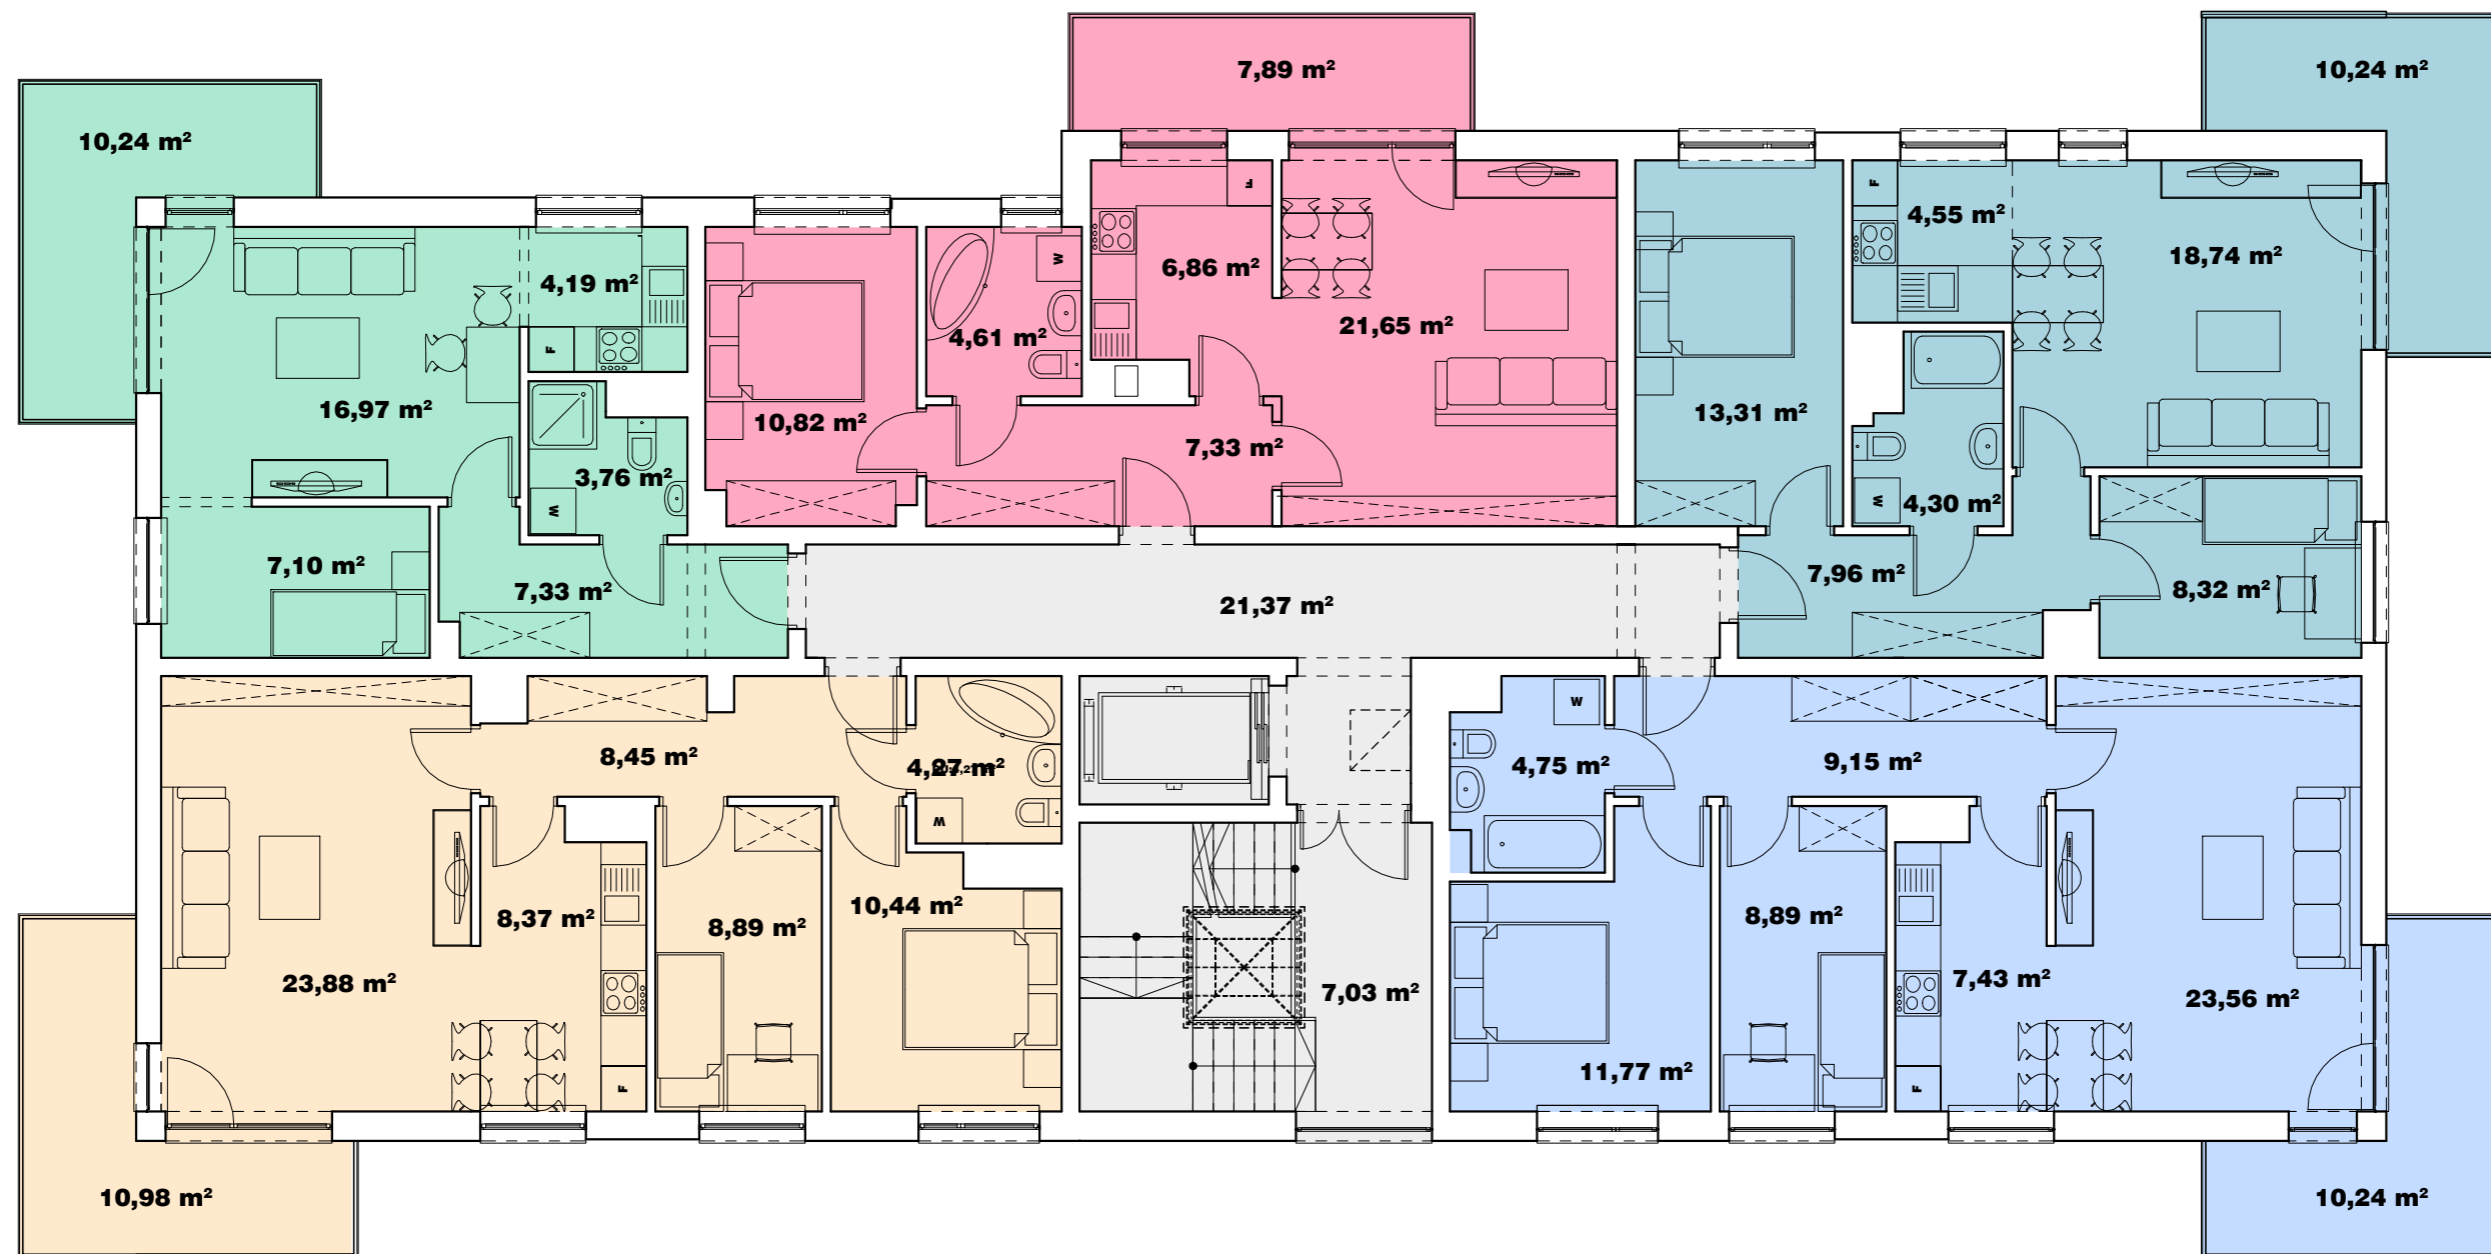 7,89 m²
10,24 m²
10,24 m²
F
F
4,55 m²
W
18,74 m²
6,86 m²
4,19 m²
21,65 m²
4,61 m²
F
16,97 m²
10,82 m²
13,31 m²
7,33 m²
3,76 m²
W
W
4,30 m²
7,10 m²
7,96 m²
7,33 m²
8,32 m²
21,37 m²
W
8,45 m²
4,27 m²
4,75 m²
9,15 m²
W
8,37 m²
10,44 m²
8,89 m²
8,89 m²
23,88 m²
7,03 m²
7,43 m²
23,56 m²
11,77 m²
F
F
10,98 m²
10,24 m²